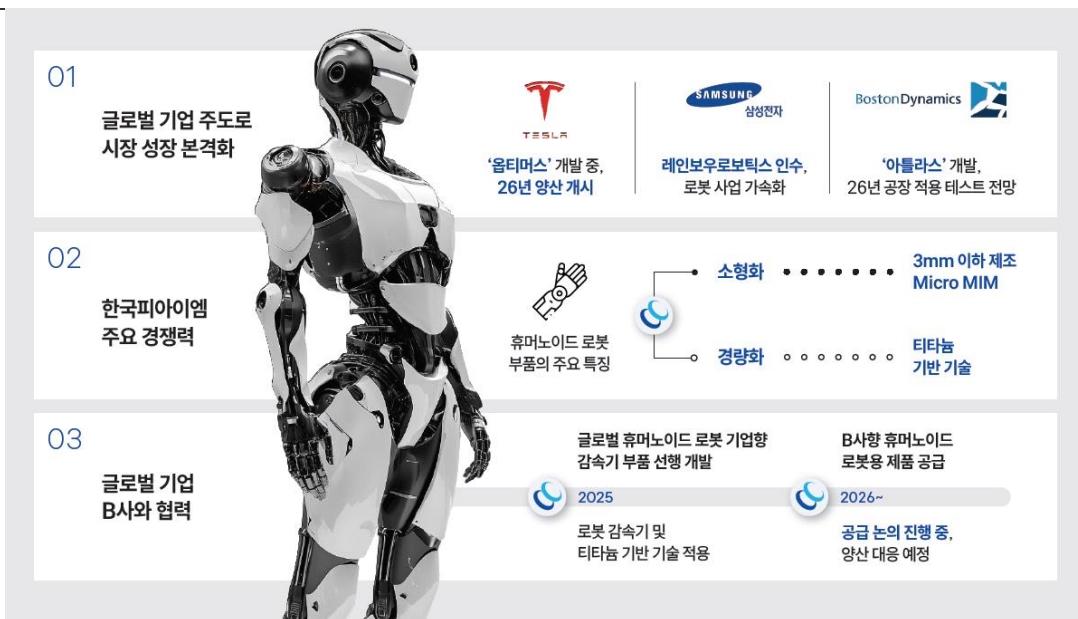 01
글로벌 기업 주도로
시장 성장 본격화
TESLA
'옵티머스' 개발 중,
26년 양산 개시
SAMSUNG
삼성전자
레인보우로보틱스 인수,
로봇 사업 가속화
BostonDynamics
'아틀라스' 개발,
26년 공장 적용 테스트 전망
02
한국피아이엠
주요 경쟁력
휴머노이드 로봇
부품의 주요 특징
소형화
3mm 이하 제조
Micro MIM
경량화
티타늄
기반 기술
03
글로벌 기업
B사와 협력
글로벌 휴머노이드 로봇 기업향
감속기 부품 선행 개발
2025
로봇 감속기 및
티타늄 기반 기술 적용
B사향 휴머노이드
로봇용 제품 공급
2026~
공급 논의 진행 중,
양산 대응 예정